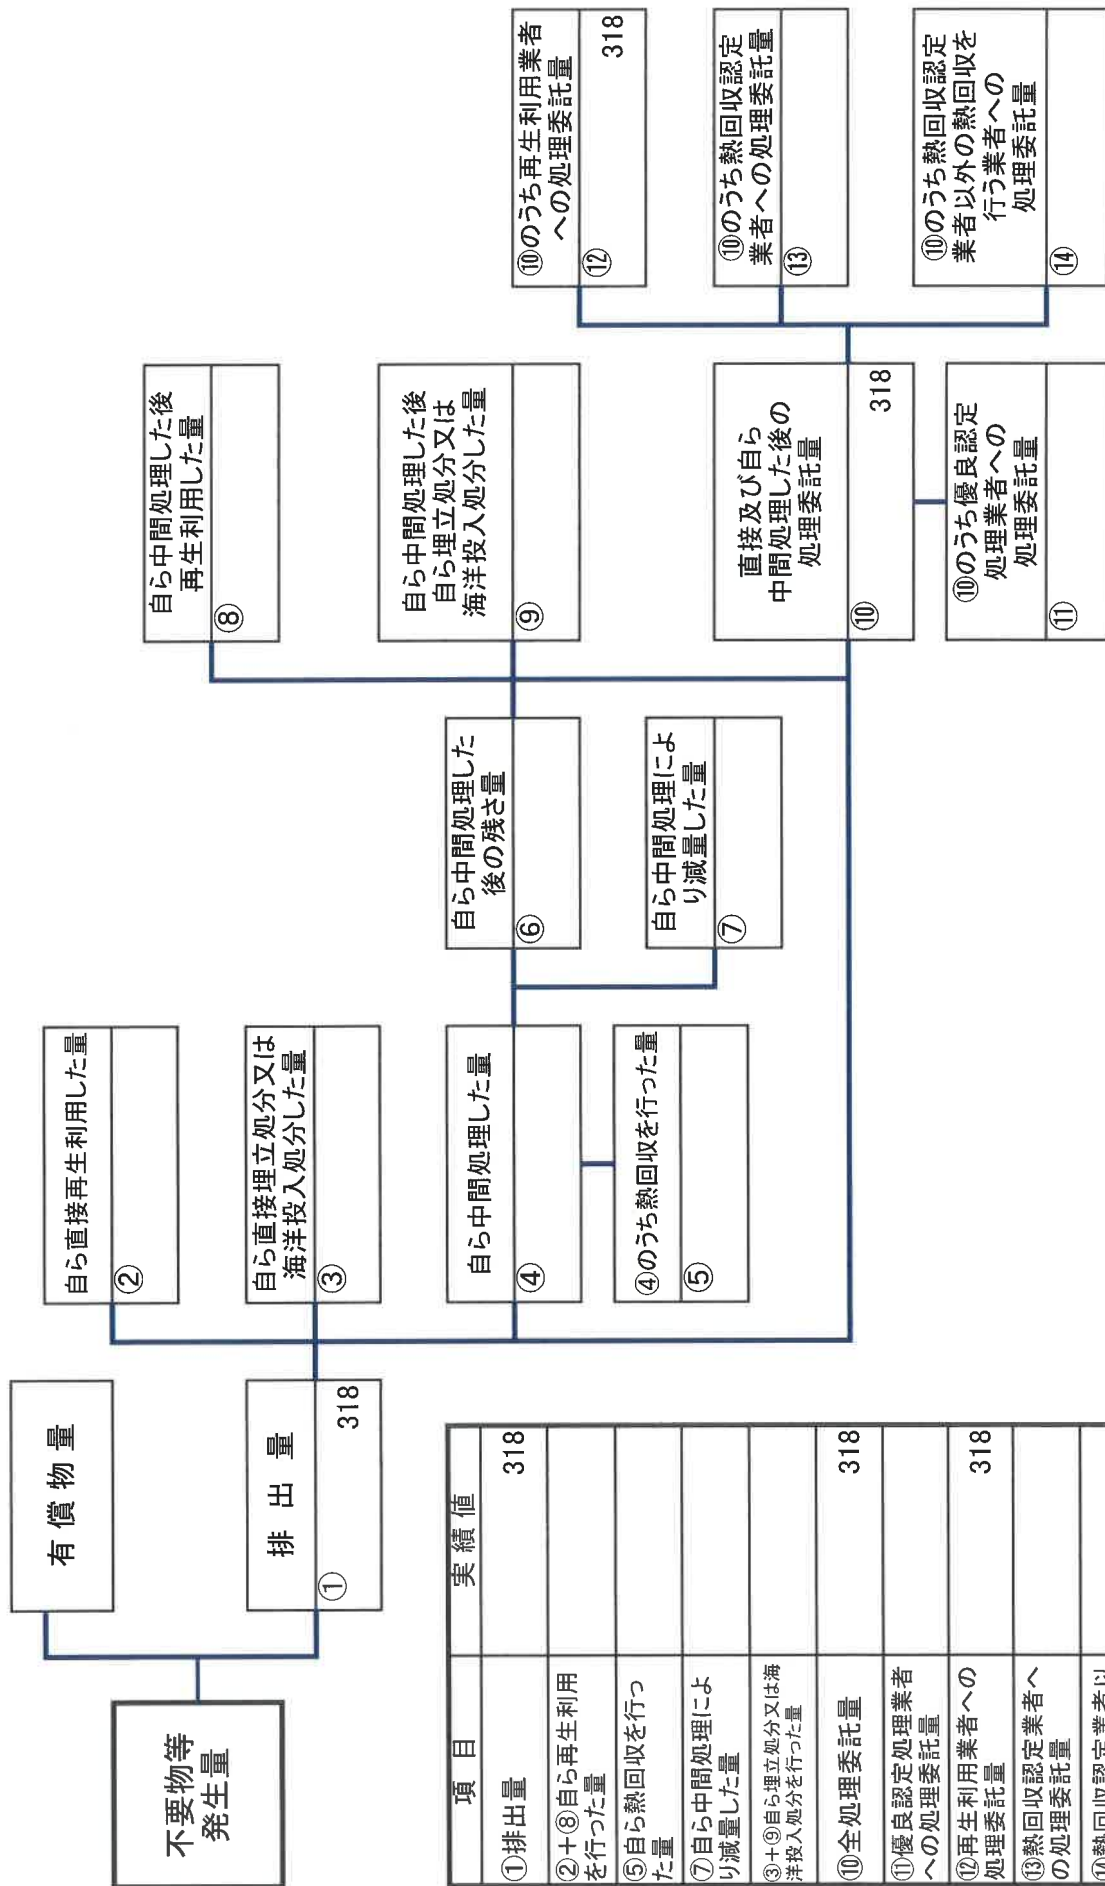 不要物等
発生量
有償物量
排出量
①
318
自ら直接再生利用した量
②
自ら直接埋立処分又は
海洋投入処分した量
③
自ら中間処理した量
④
④のうち熱回収を行った量
⑤
自ら中間処理した
後の残さ量
⑥
自ら中間処理によ
り減量した量
⑦
自ら中間処理した後
再生利用した量
⑧
自ら中間処理した後
自ら埋立処分又は
海洋投入処分した量
⑨
直接及び自ら
中間処理した後の
処理委託量
⑩
318
⑩のうち優良認定
処理業者への
処理委託量
⑪
⑩のうち再生利用業者
への処理委託量
⑫
318
⑩のうち熱回収認定
業者への処理委託量
⑬
⑩のうち熱回収認定
業者以外の熱回収を
行う業者への
処理委託量
⑭
項目
実績値
①排出量
318
②+⑧自ら再生利用
を行った量
⑤自ら熱回収を行っ
た量
⑦自ら中間処理によ
り減量した量
③+⑨自ら埋立処分又は海
洋投入処分を行った量
⑩全処理委託量
318
⑪優良認定処理業者
への処理委託量
⑫再生利用業者への
処理委託量
318
⑬熱回収認定業者へ
の処理委託量
⑭熱回収認定業者以